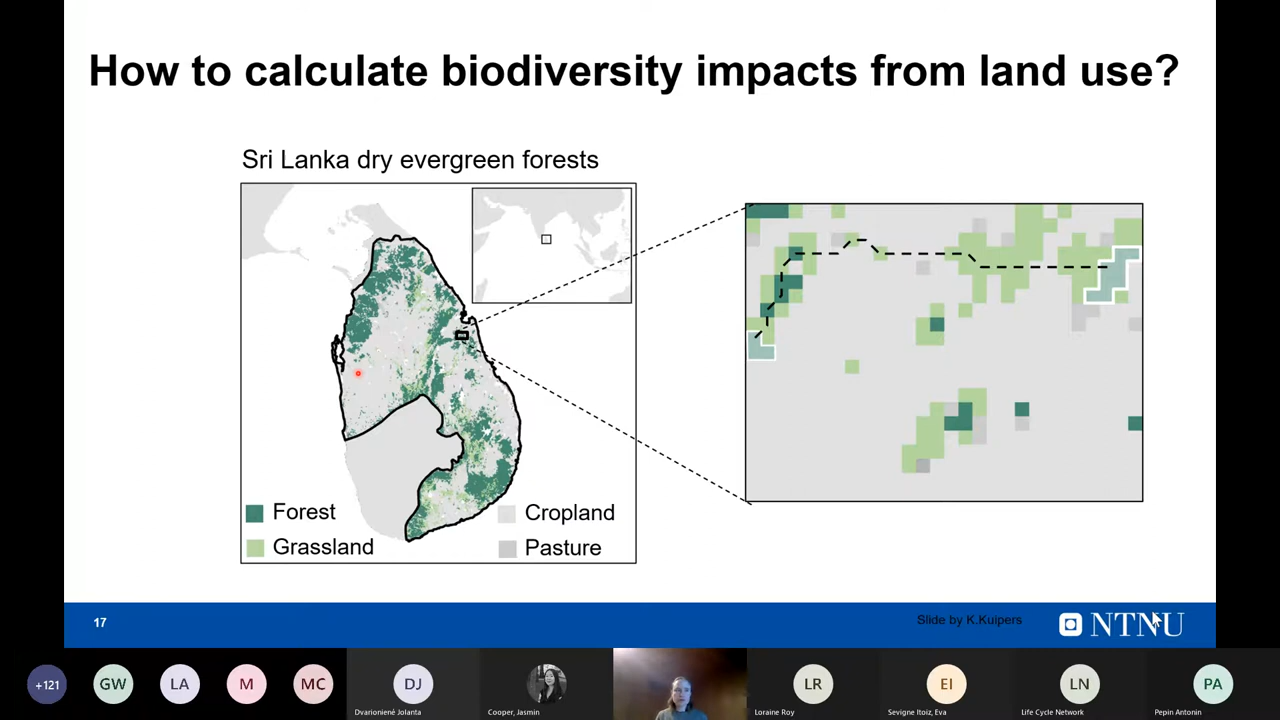 How to calculate biodiversity impacts from land use?
Sri Lanka dry evergreen forests
Forest
Grassland
Cropland
Pasture
17
Slide by K.Kuipers
NTNU
+121
GW
LA
M
MC
DJ
Dvarionienė Jolanta
Cooper, Jasmin
LR
Loraine Roy
EI
Sevigne Itoiz, Eva
LN
Life Cycle Network
PA
Pepin Antonin